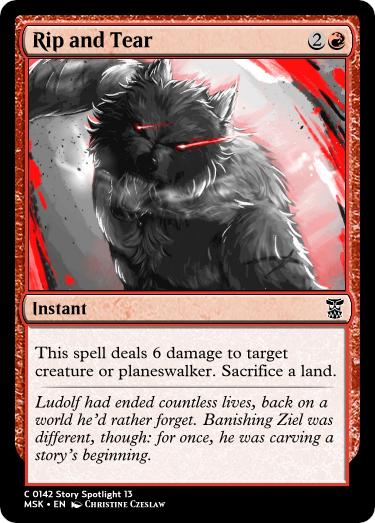 Rip and Tear 2
Instant
This spell deals 6 damage to target
creature or planeswalker. Sacrifice a land.
Ludolf had ended countless lives, back on a
world he'd rather forget. Banishing Ziel was
different, though: for once, he was carving a
story's beginning.
C 0142 Story Spotlight 13
MSK • EN Christine Czeslaw